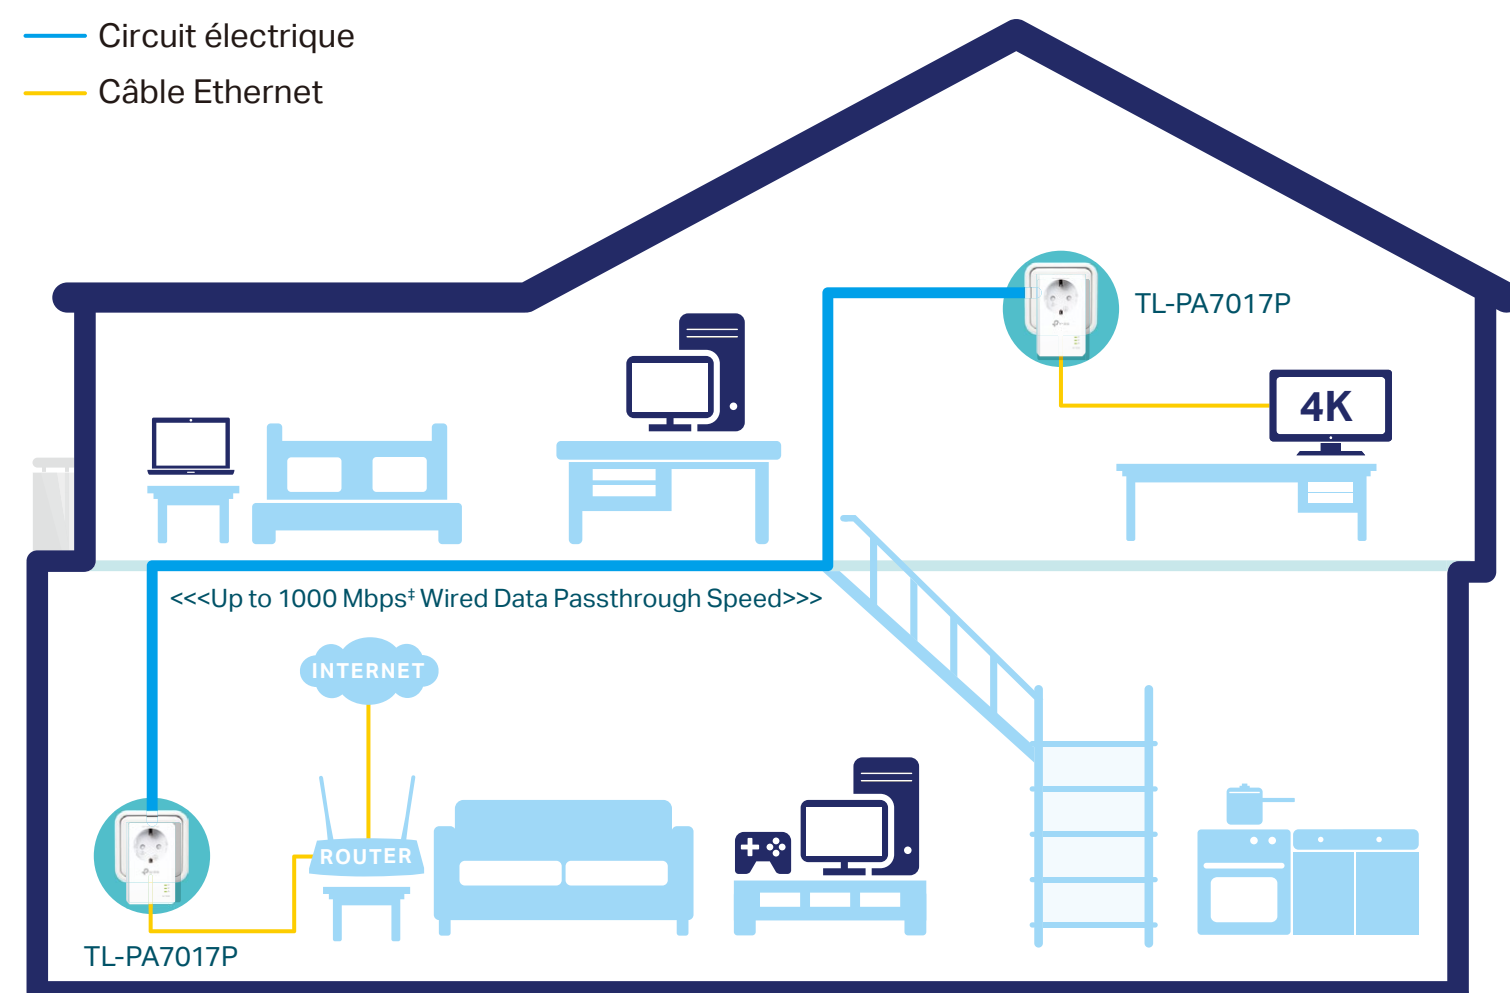 Circuit électrique
Câble Ethernet
TL-PA7017P
4K
<<<Up to 1000 Mbps‡ Wired Data Passthrough Speed>>>
INTERNET
ROUTER
TL-PA7017P